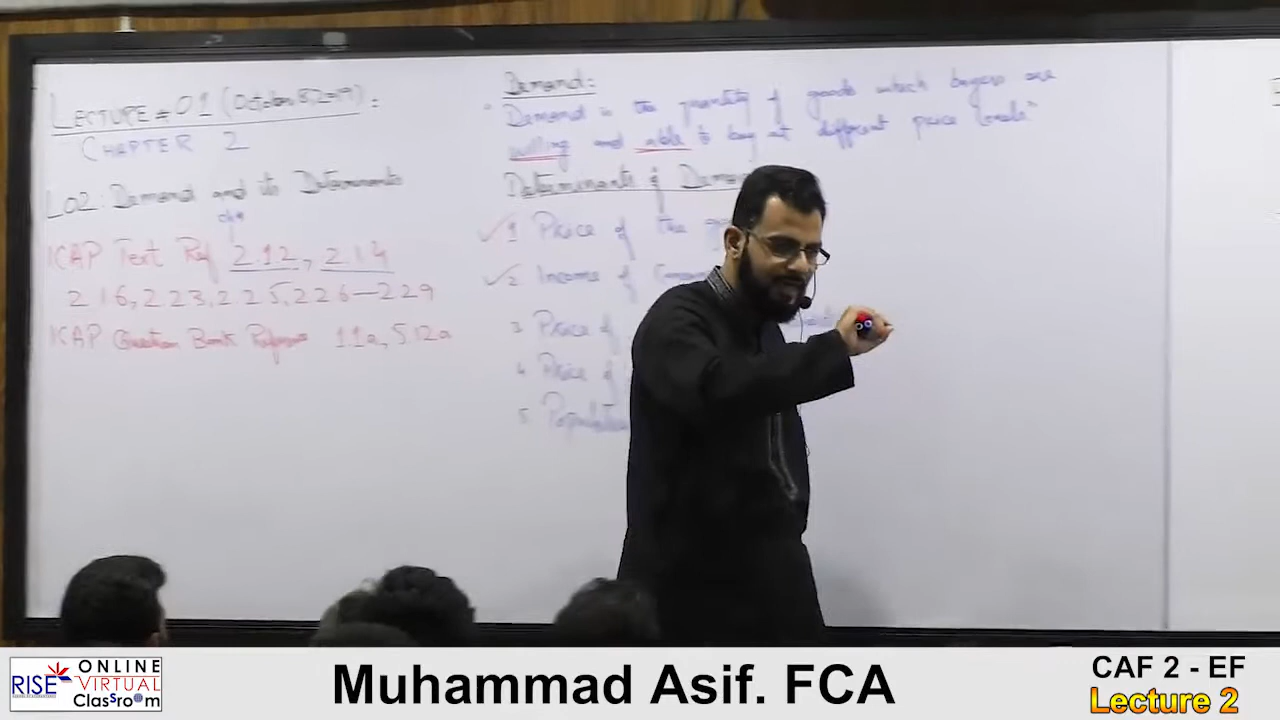 LECTURE # 01 (October 2019):
CHAPTER 2
LO2: Demand and its Determinants
ICAP Text Ref 2.12, 2.14
2.16, 2.23, 2.25, 2.26—2.29
ICAP Question Bank 11a, 5, 12a
Demand:
"Demand is the quantity of goods which buyers are
willing and able to buy at different price levels"
Determinants of
1 Price of the
2 Income of
3 Price of
4 Price of
5 Population
RISE
ONLINE
VIRTUAL
Classroom
Muhammad Asif. FCA
CAF 2 - EF
Lecture 2